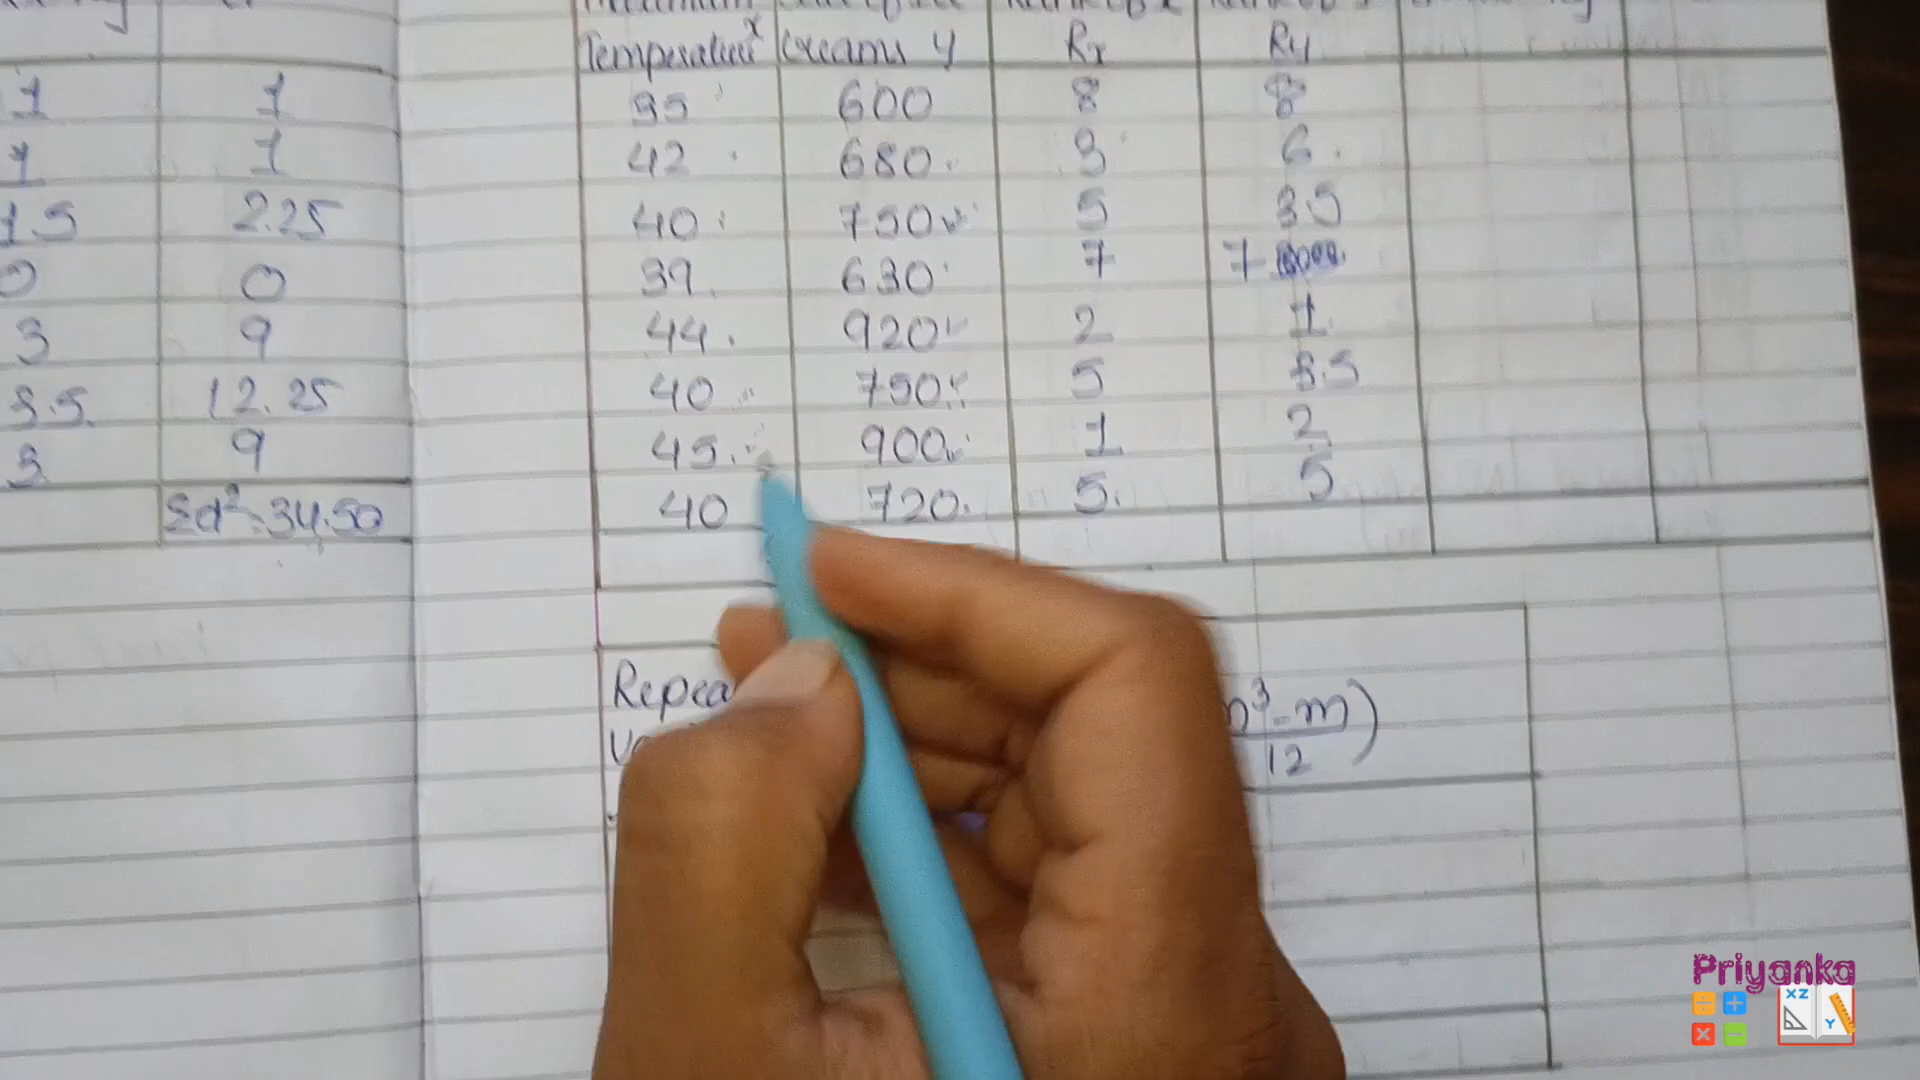 Temperature x Creams y Rx Ry
1 1
35 600 8 8
1 1
42 680. 3 6.
1.5 2.25
40 750 5 3.5
0 0
39. 630 7 7
3 9
44. 920 2 1
3.5. 12.25
40 750 5 3.5
3 9
45. 900 1 2
Σd²=34.50
40 720. 5. 5
Repea
m³-m)
12
Priyanka
XZ
Y